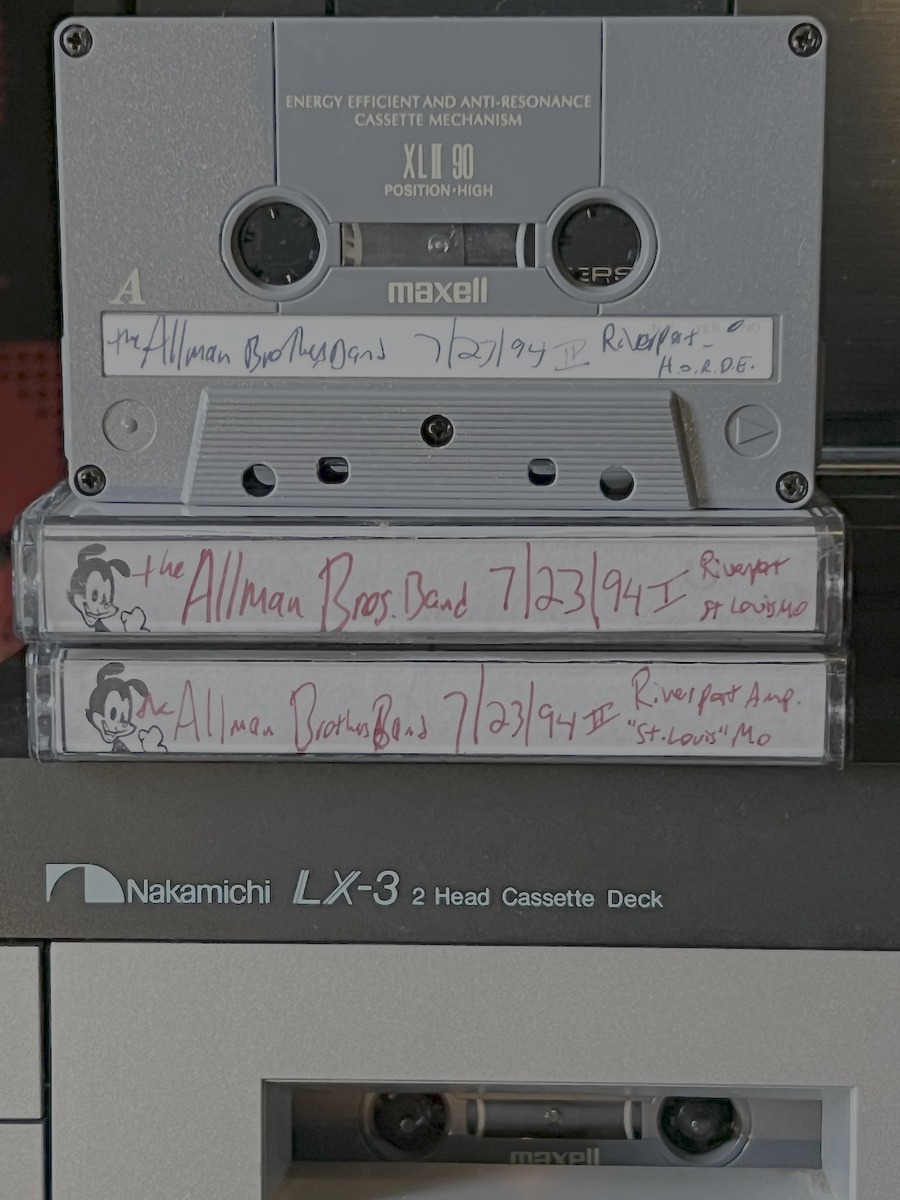 ENERGY EFFICIENT AND ANTI-RESONANCE
CASSETTE MECHANISM
XLII 90
POSITION·HIGH
ERS
maxell
A
the Allman Brothers Band 7/23/94 II Riverport-
H.O.R.D.E.
the Allman Bros. Band 7/23/94 I Riverport
St Louis Mo
the Allman Brothers Band 7/23/94 II Riverport Amp.
"St. Louis" Mo
Nakamichi LX-3 2 Head Cassette Deck
maxell